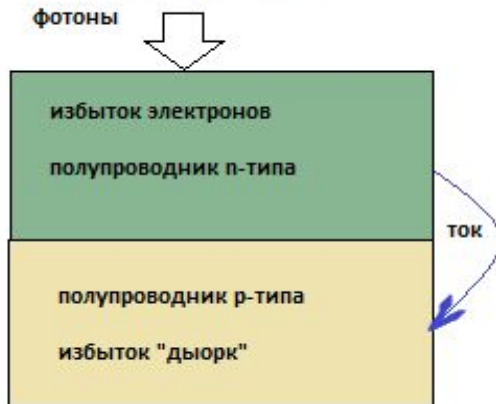 фотоны
избыток электронов
полупроводник n-типа
ток
полупроводник p-типа
избыток "дыорк"